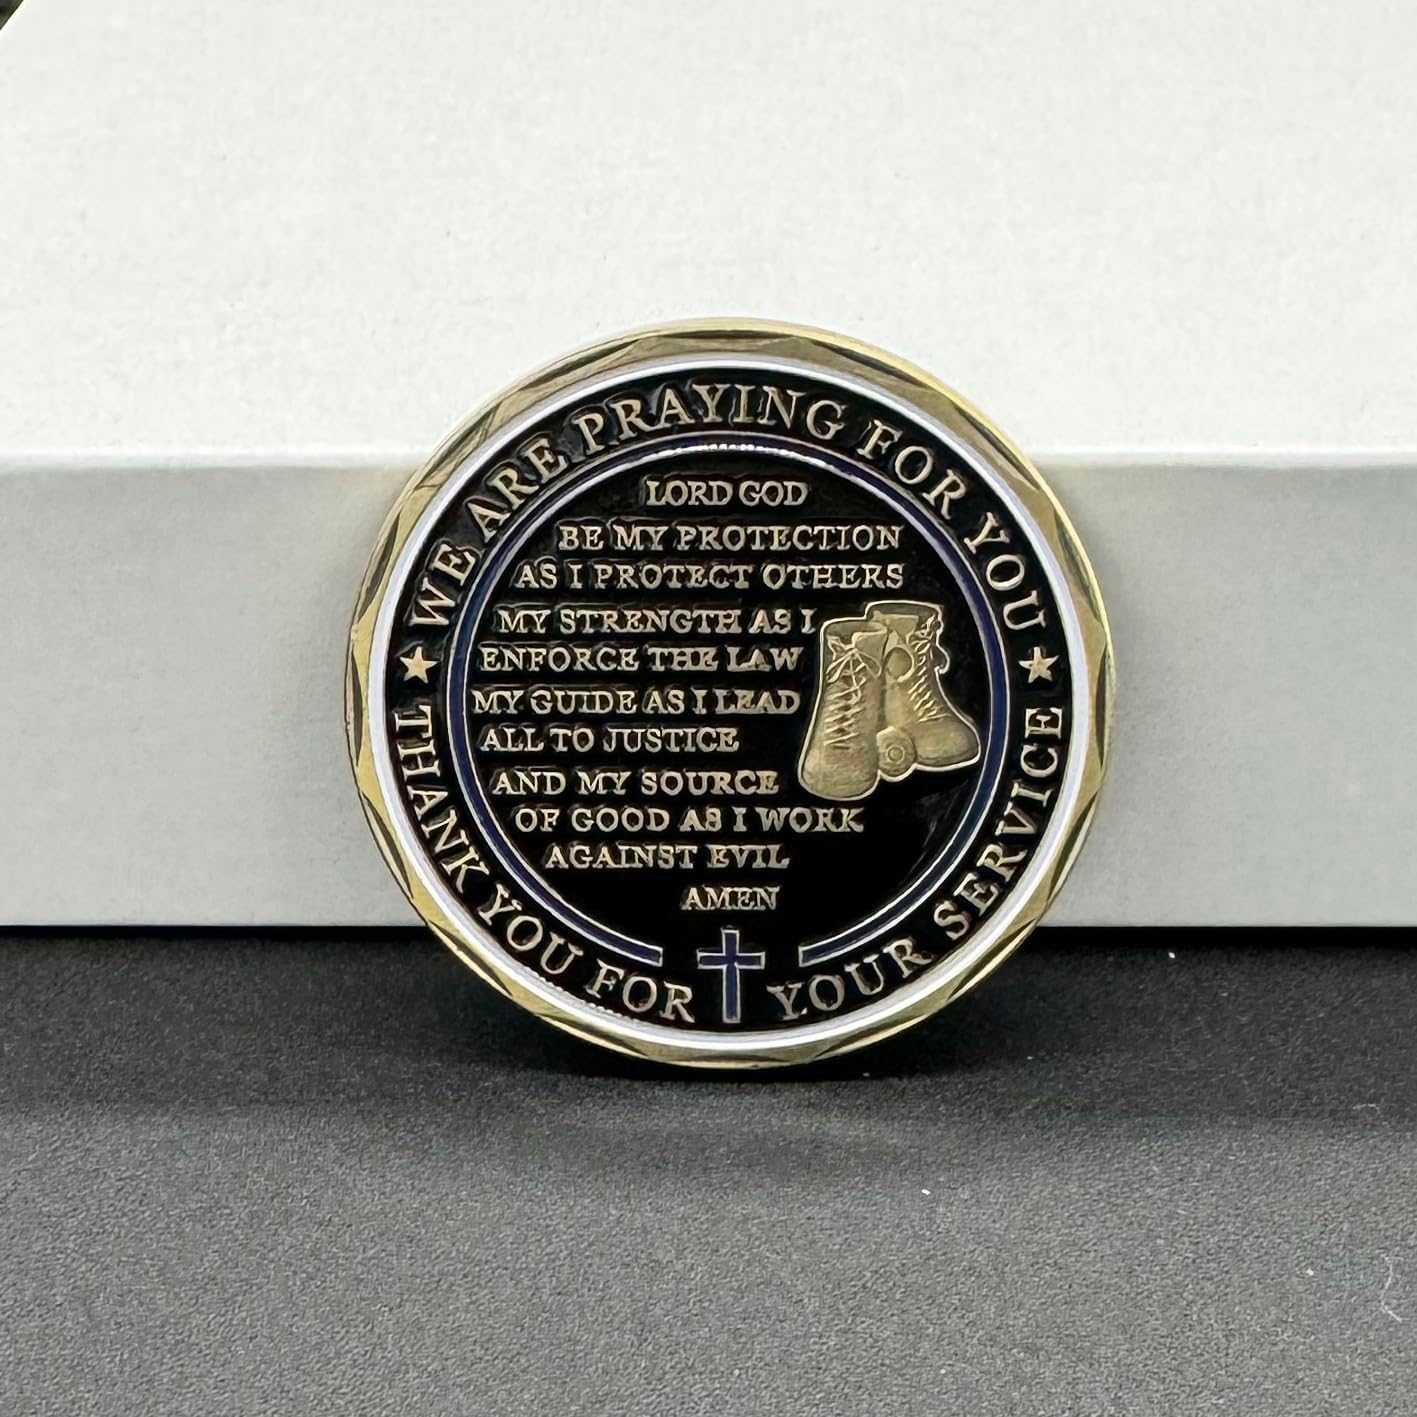 WE ARE PRAYING FOR YOU
LORD GOD
BE MY PROTECTION
AS I PROTECT OTHERS
MY STRENGTH AS I
ENFORCE THE LAW
MY GUIDE AS I LEAD
ALL TO JUSTICE
AND MY SOURCE
OF GOOD AS I WORK
AGAINST EVIL
AMEN
THANK YOU FOR YOUR SERVICE